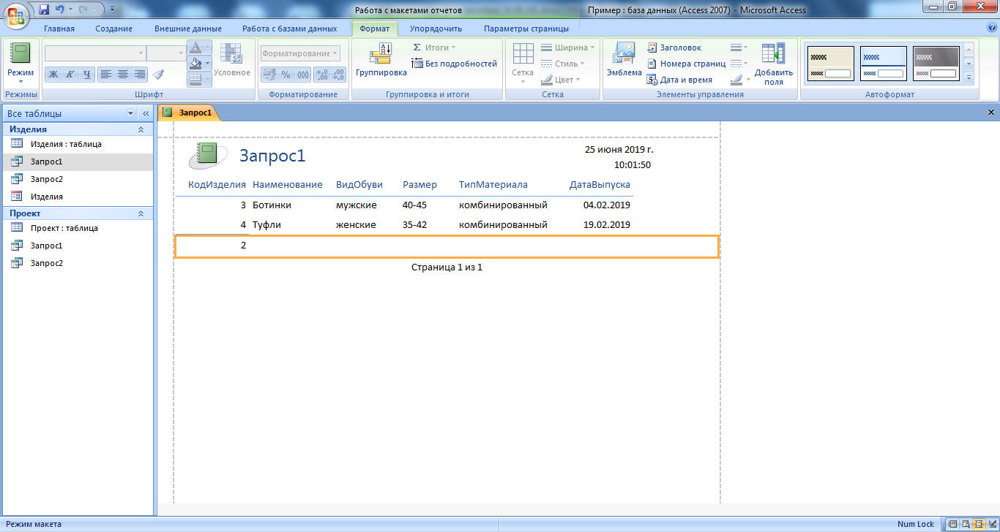 Работа с макетами отчетов
Пример : база данных (Access 2007) - Microsoft Access
Главная Создание Внешние данные Работа с базами данных Формат Упорядочить Параметры страницы
Режим
Режимы
Ж К Ч
Условное
Шрифт
Форматирование
% 000
Форматирование
Группировка
Σ Итоги
Без подробностей
Группировка и итоги
Сетка
Ширина
Стиль
Цвет
Сетка
Эмблема
Заголовок
Номера страниц
Дата и время
Добавить поля
Элементы управления
Автоформат
Все таблицы
Изделия
Изделия : таблица
Запрос1
Запрос2
Изделия
Проект
Проект : таблица
Запрос1
Запрос2
Запрос1
Запрос1
25 июня 2019 г.
10:01:50
КодИзделия Наименование ВидОбуви Размер ТипМатериала ДатаВыпуска
3 Ботинки мужские 40-45 комбинированный 04.02.2019
4 Туфли женские 35-42 комбинированный 19.02.2019
2
Страница 1 из 1
Режим макета
Num Lock